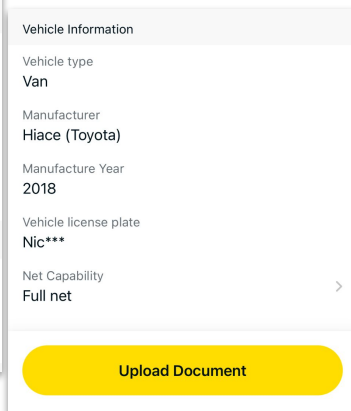 Vehicle Information
Vehicle type
Van
Manufacturer
Hiace (Toyota)
Manufacture Year
2018
Vehicle license plate
Nic***
Net Capability
Full net
Upload Document